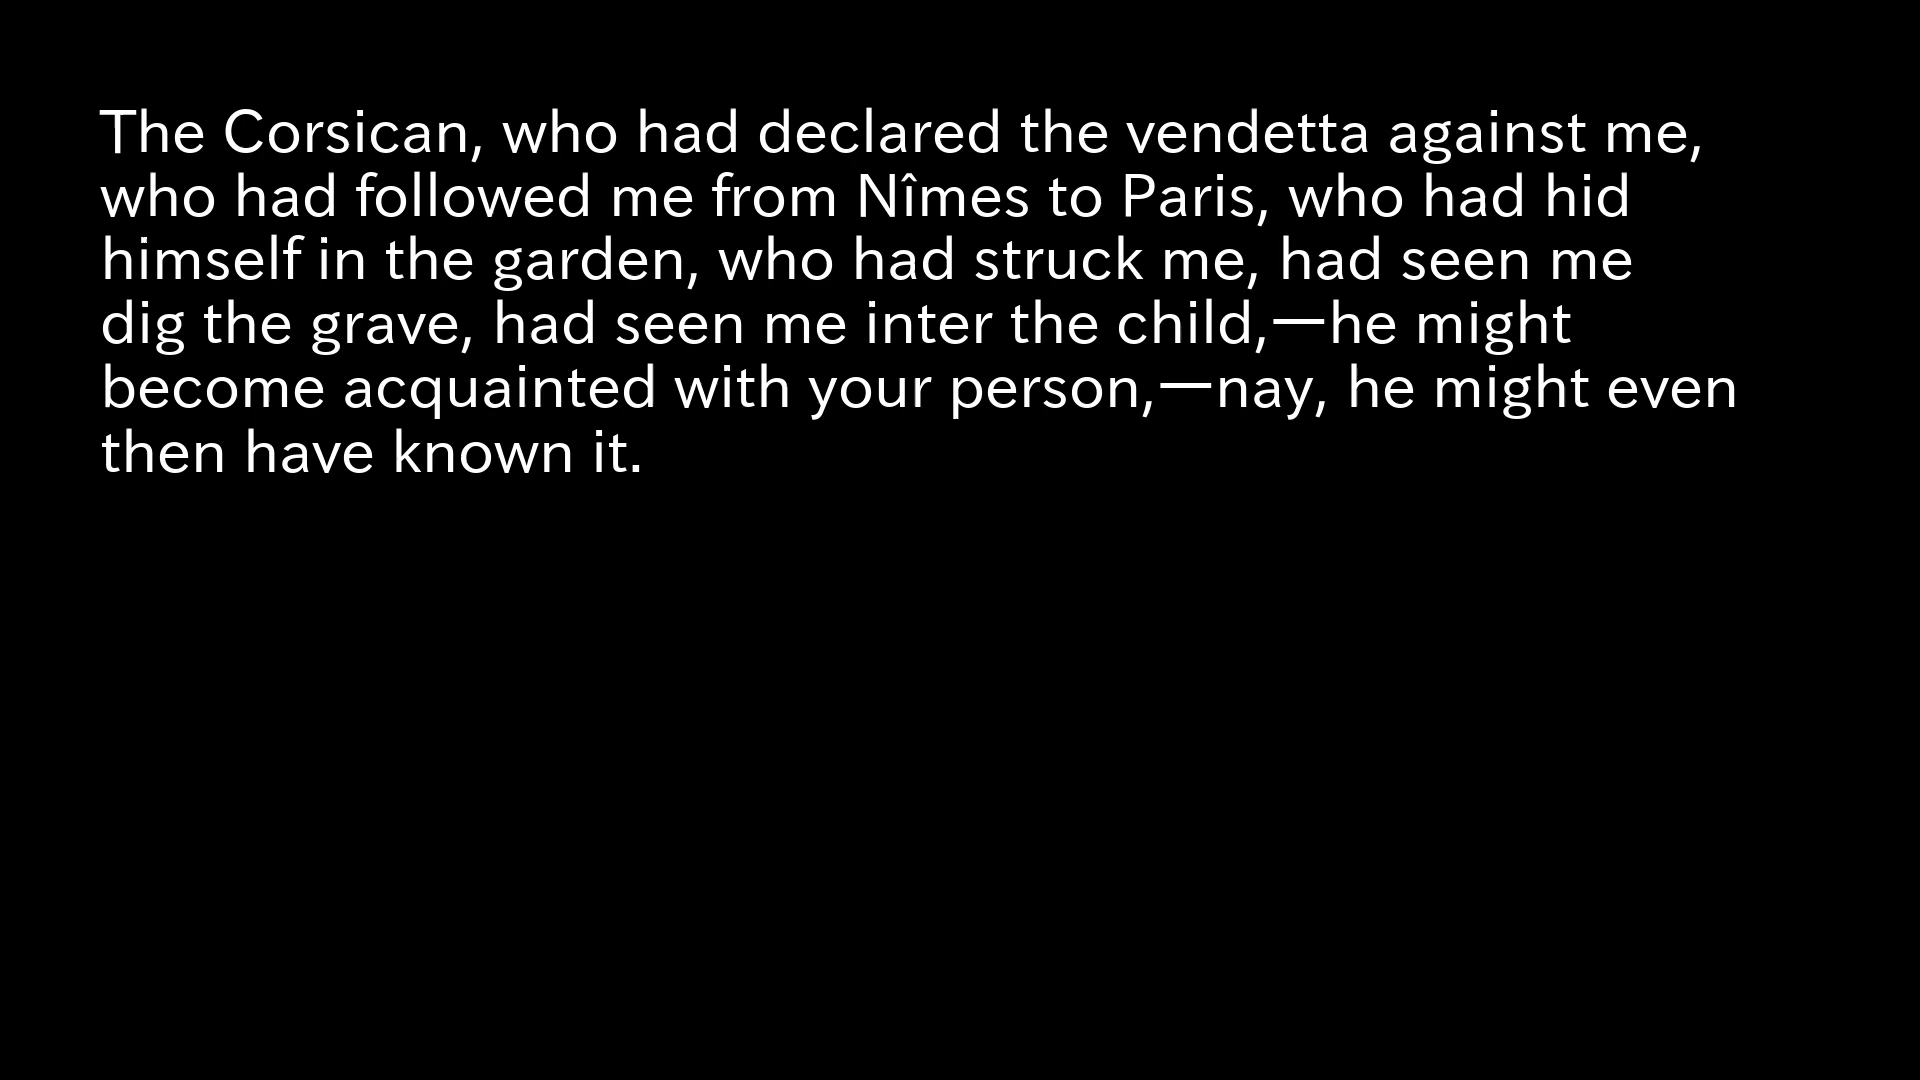 The Corsican, who had declared the vendetta against me,
who had followed me from Nîmes to Paris, who had hid
himself in the garden, who had struck me, had seen me
dig the grave, had seen me inter the child,—he might
become acquainted with your person,—nay, he might even
then have known it.